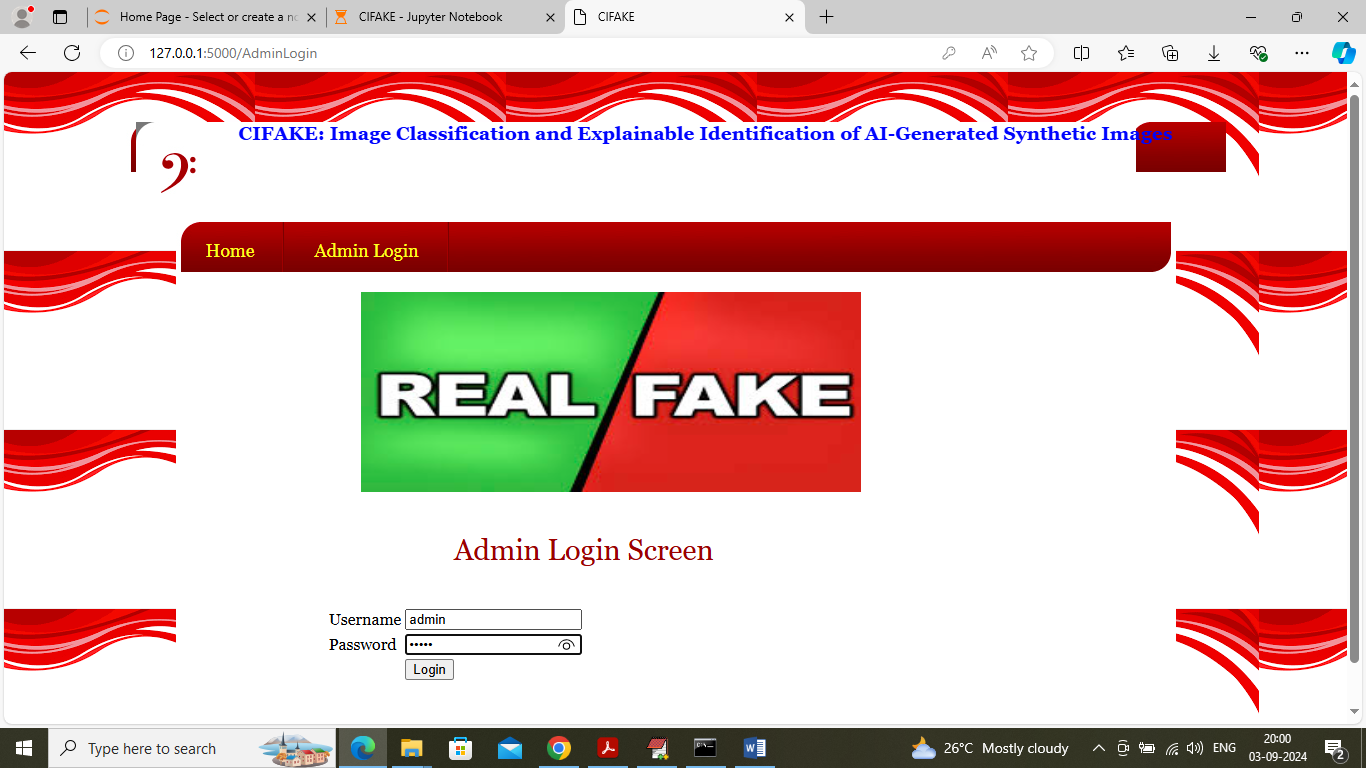 Home Page - Select or create a no
CIFAKE - Jupyter Notebook
CIFAKE
127.0.0.1:5000/AdminLogin
CIFAKE: Image Classification and Explainable Identification of AI-Generated Synthetic Images
Home
Admin Login
REAL
FAKE
Admin Login Screen
Username admin
Password •••••
Login
Type here to search
26°C Mostly cloudy
ENG
20:00
03-09-2024
2